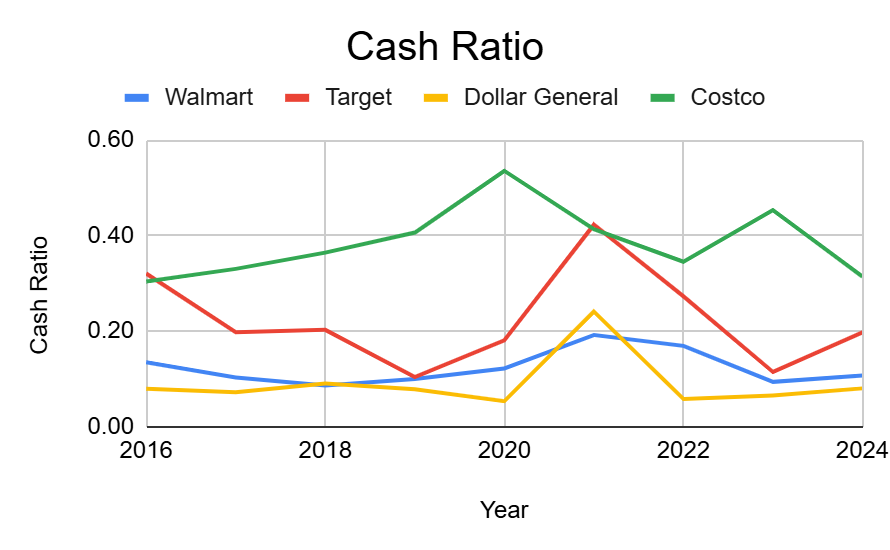 Cash Ratio
Walmart Target Dollar General Costco
0.60
0.40
0.20
0.00
Cash Ratio
2016 2018 2020 2022 2024
Year